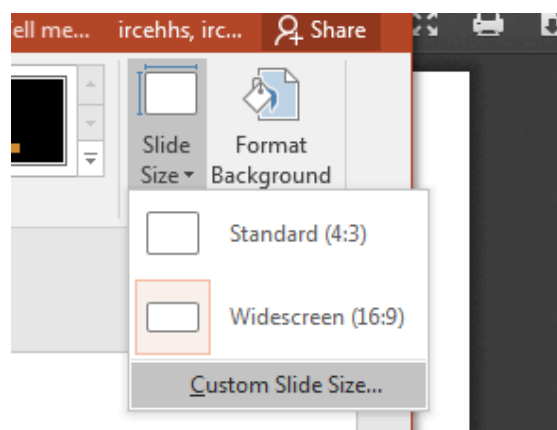 ell me... ircehhs, irc... Share
Slide
Size
Format
Background
Standard (4:3)
Widescreen (16:9)
Custom Slide Size...